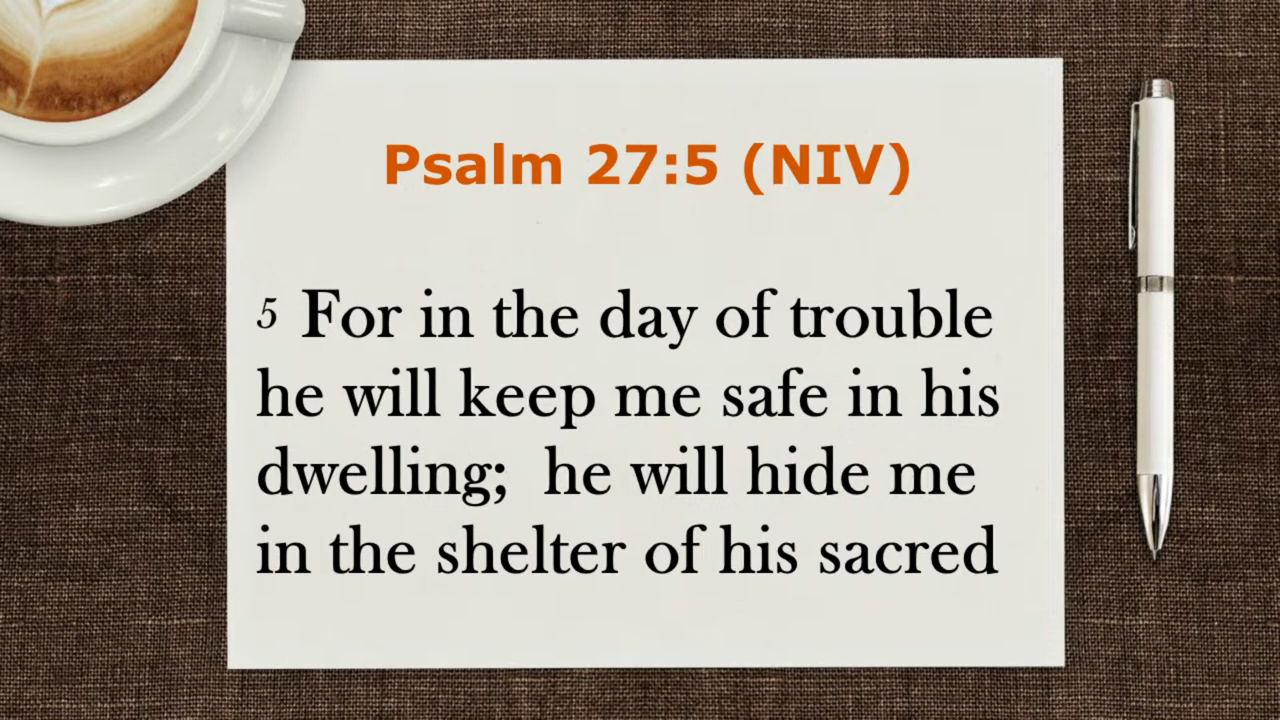 Psalm 27:5 (NIV)
5 For in the day of trouble
he will keep me safe in his
dwelling;  he will hide me
in the shelter of his sacred